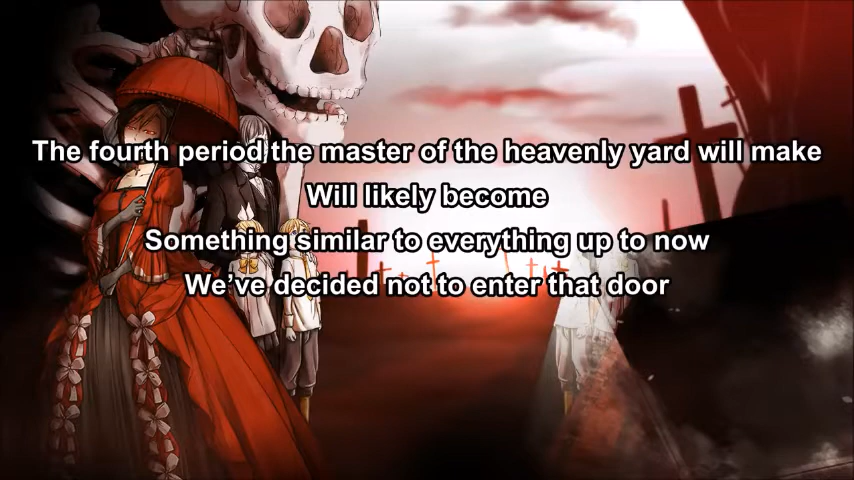 The fourth period the master of the heavenly yard will make
Will likely become
Something similar to everything up to now
We've decided not to enter that door